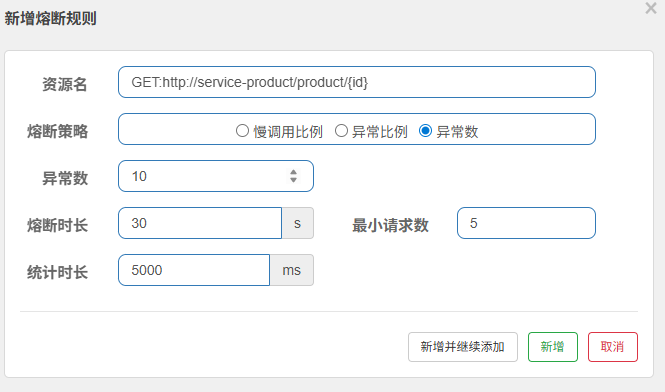 新增熔断规则
资源名 GET:http://service-product/product/{id}
熔断策略 慢调用比例 异常比例 异常数
异常数 10
熔断时长 30 s 最小请求数 5
统计时长 5000 ms
新增并继续添加 新增 取消